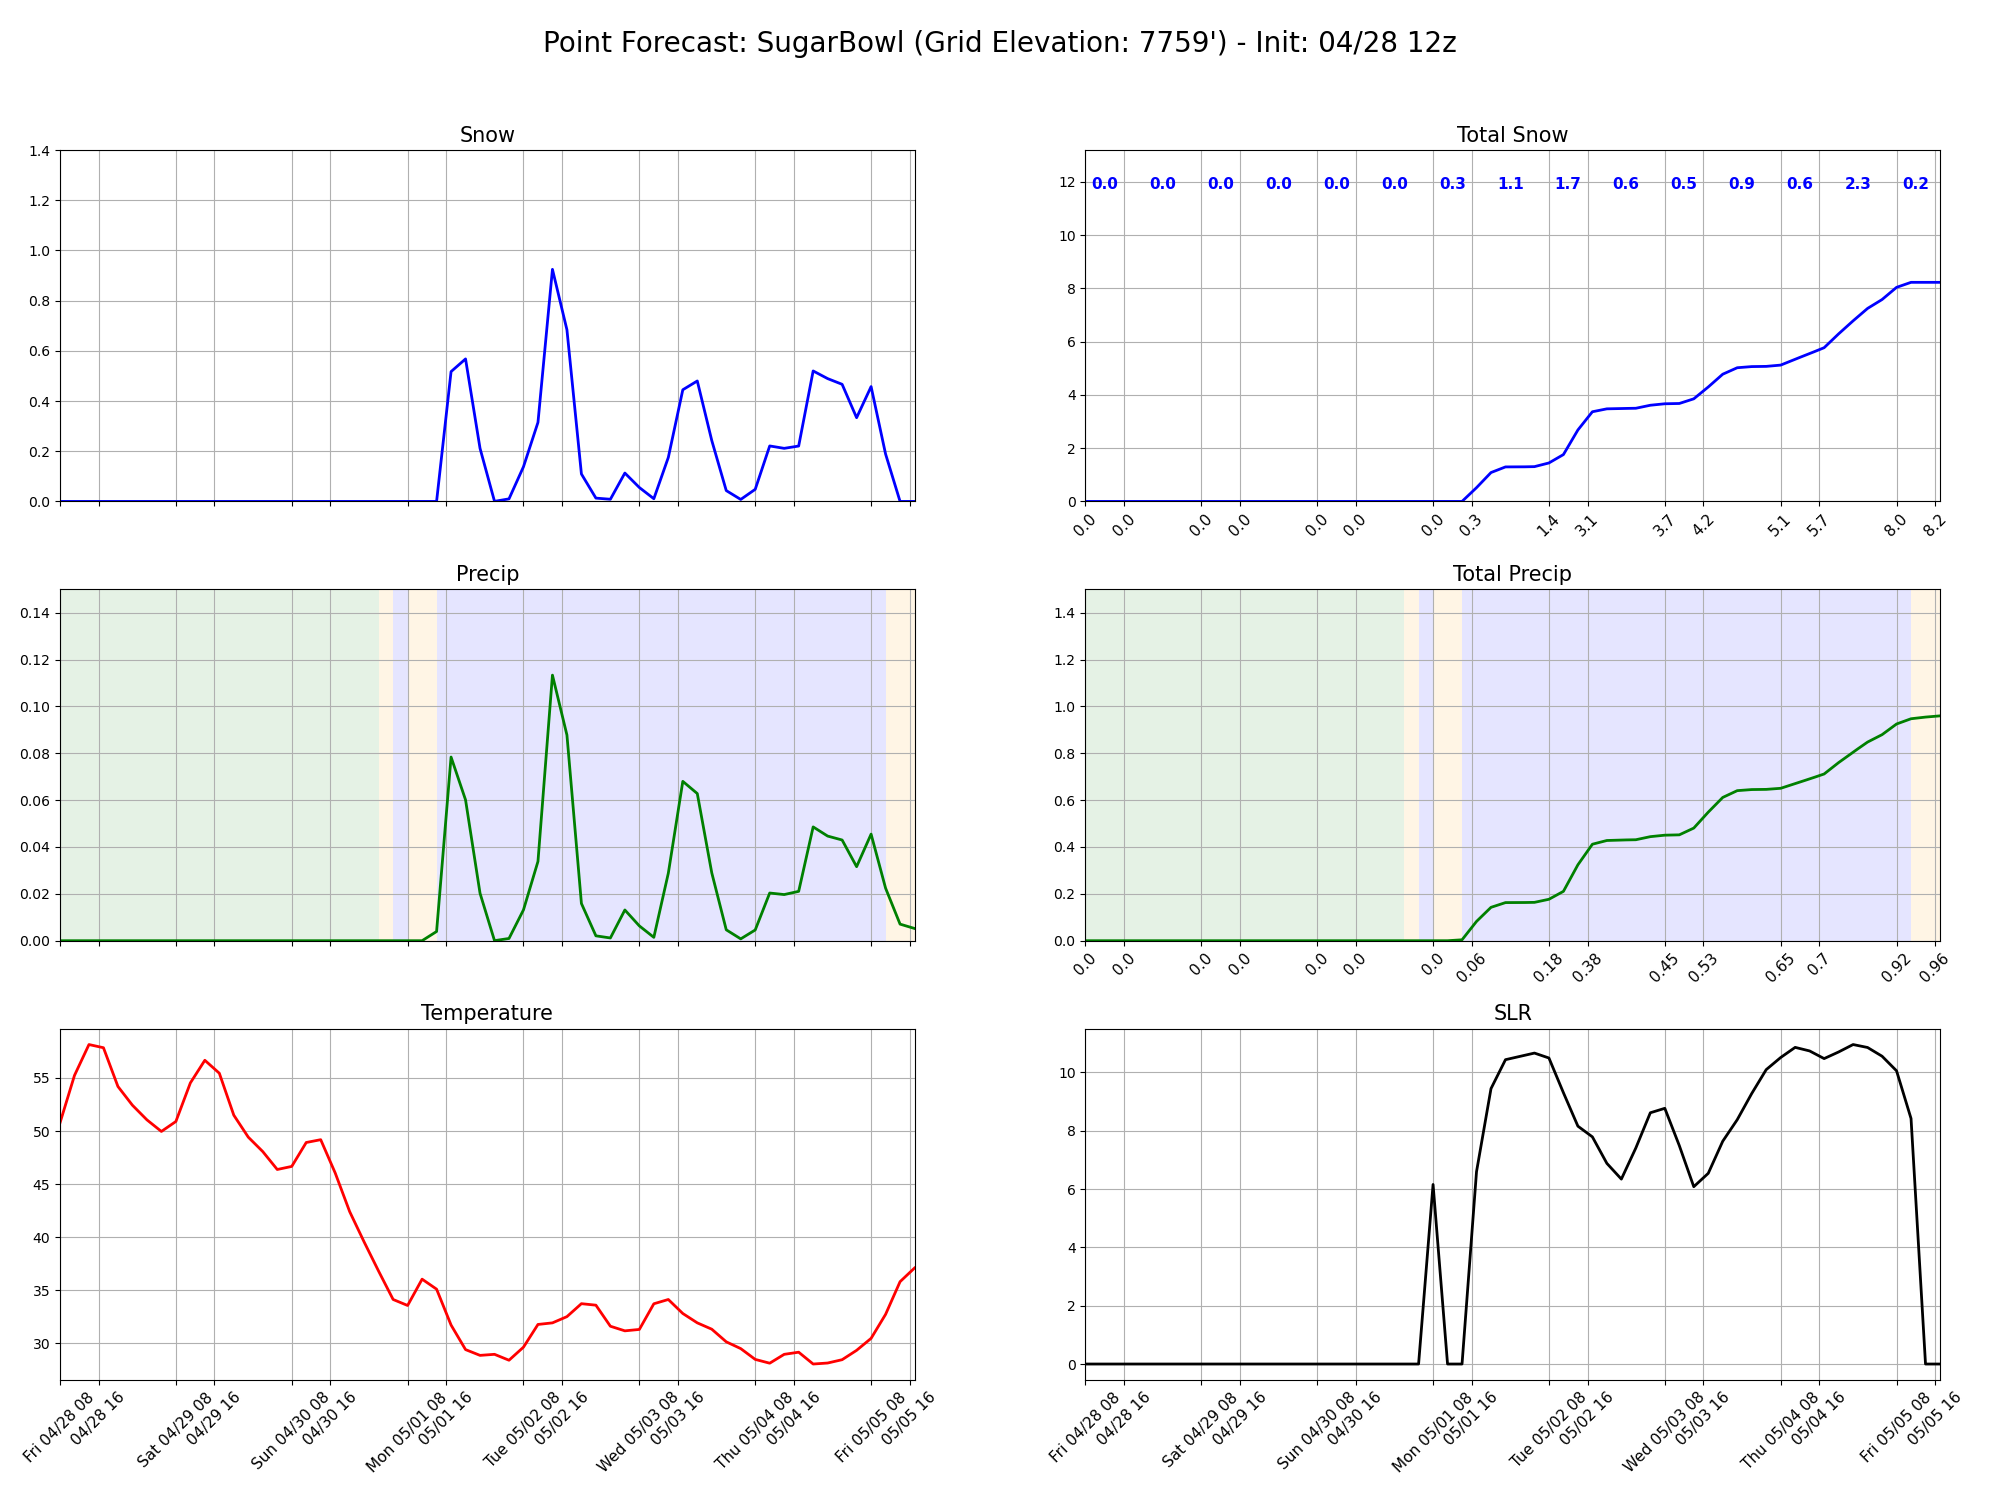 Point Forecast: SugarBowl (Grid Elevation: 7759') - Init: 04/28 12z
Snow
1.4
1.2
1.0
0.8
0.6
0.4
0.2
0.0
Total Snow
12
10
8
6
4
2
0
0.0 0.0 0.0 0.0 0.0 0.0 0.3 1.1 1.7 0.6 0.5 0.9 0.6 2.3 0.2
0.0 0.0 0.0 0.0 0.0 0.0 0.0 0.3 1.4 3.1 3.7 4.2 5.1 5.7 8.0 8.2
Precip
0.14
0.12
0.10
0.08
0.06
0.04
0.02
0.00
Total Precip
1.4
1.2
1.0
0.8
0.6
0.4
0.2
0.0
0.0 0.0 0.0 0.0 0.0 0.0 0.0 0.06 0.18 0.38 0.45 0.53 0.65 0.7 0.92 0.96
Temperature
55
50
45
40
35
30
Fri 04/28 08
04/28 16
Sat 04/29 08
04/29 16
Sun 04/30 08
04/30 16
Mon 05/01 08
05/01 16
Tue 05/02 08
05/02 16
Wed 05/03 08
05/03 16
Thu 05/04 08
05/04 16
Fri 05/05 08
05/05 16
SLR
10
8
6
4
2
0
Fri 04/28 08
04/28 16
Sat 04/29 08
04/29 16
Sun 04/30 08
04/30 16
Mon 05/01 08
05/01 16
Tue 05/02 08
05/02 16
Wed 05/03 08
05/03 16
Thu 05/04 08
05/04 16
Fri 05/05 08
05/05 16